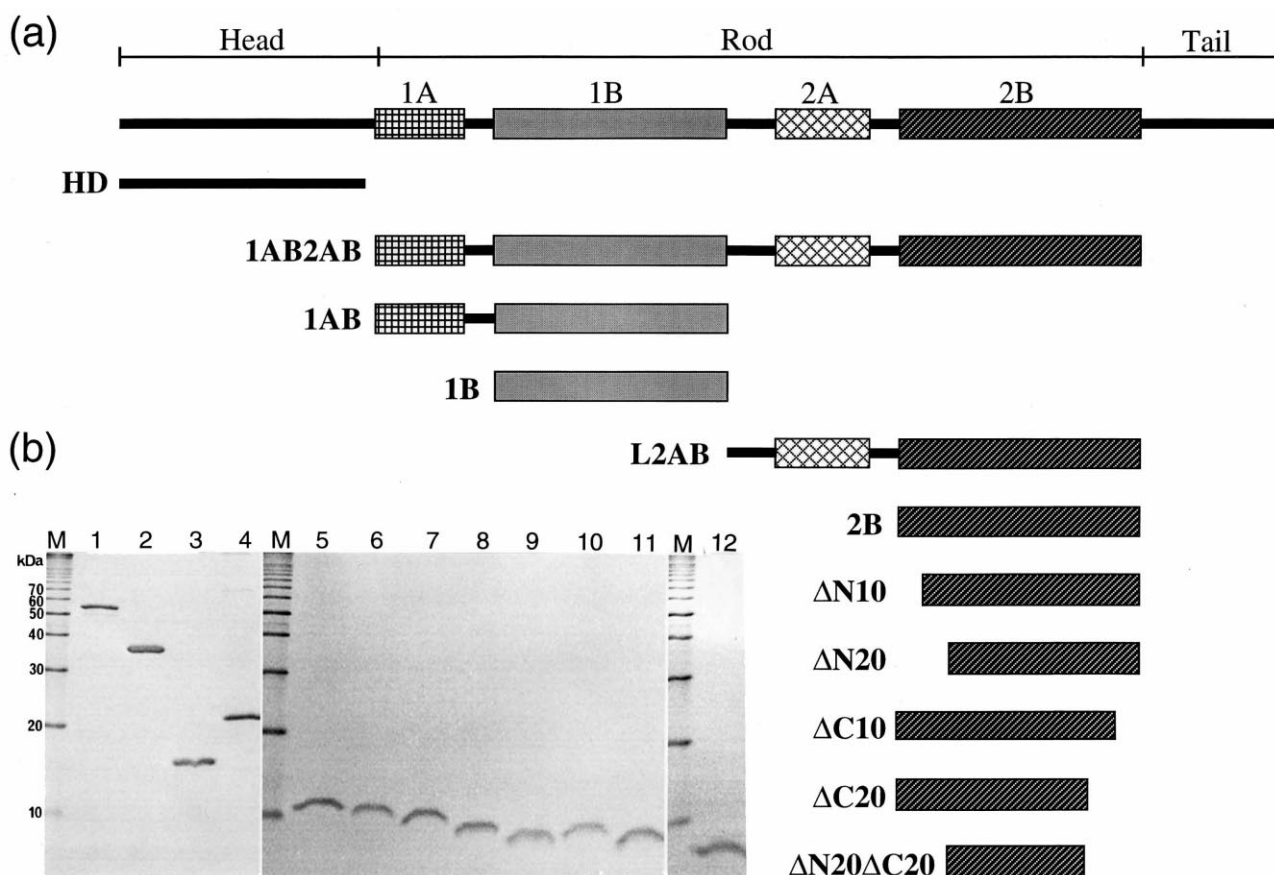 (a)
Head Rod Tail
1A 1B 2A 2B
HD
1AB2AB
1AB
1B
(b)
L2AB
2B
ΔN10
ΔN20
ΔC10
ΔC20
ΔN20ΔC20
M 1 2 3 4 M 5 6 7 8 9 10 11 M 12
kDa
70
60
50
40
30
20
10